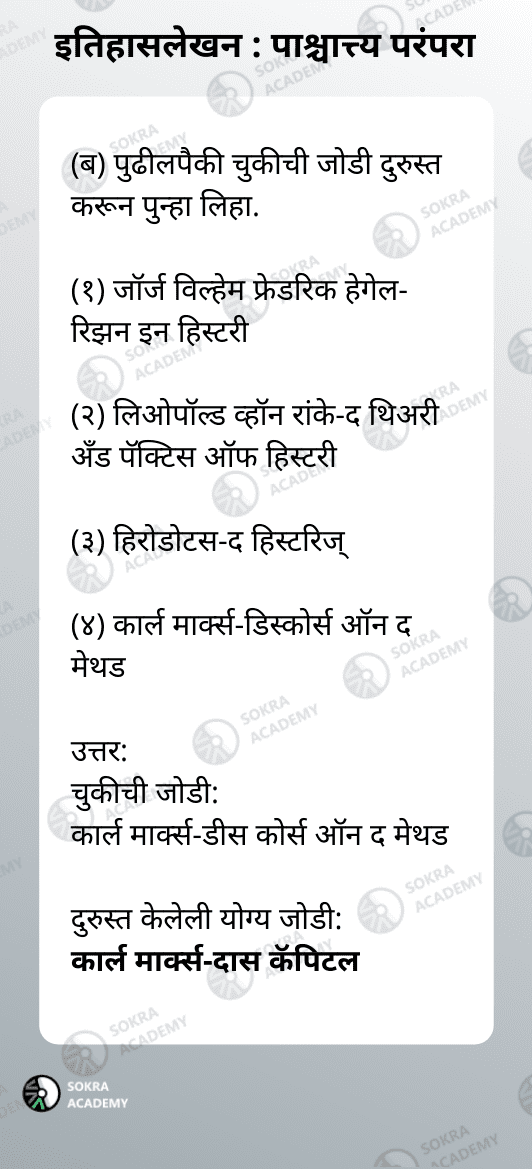 इतिहासलेखन : पाश्चात्त्य परंपरा
(ब) पुढीलपैकी चुकीची जोडी दुरुस्त
करून पुन्हा लिहा.
(१) जॉर्ज विल्हेम फ्रेडरिक हेगेल-
रिझन इन हिस्टरी
(२) लिओपॉल्ड व्हॉन रांके-द थिअरी
अँड पॅक्टिस ऑफ हिस्टरी
(३) हिरोडोटस-द हिस्टरिज्
(४) कार्ल मार्क्स-डिस्कोर्स ऑन द
मेथड
उत्तर:
चुकीची जोडी:
कार्ल मार्क्स-डीस कोर्स ऑन द मेथड
दुरुस्त केलेली योग्य जोडी:
कार्ल मार्क्स-दास कॅपिटल
SOKRA
ACADEMY